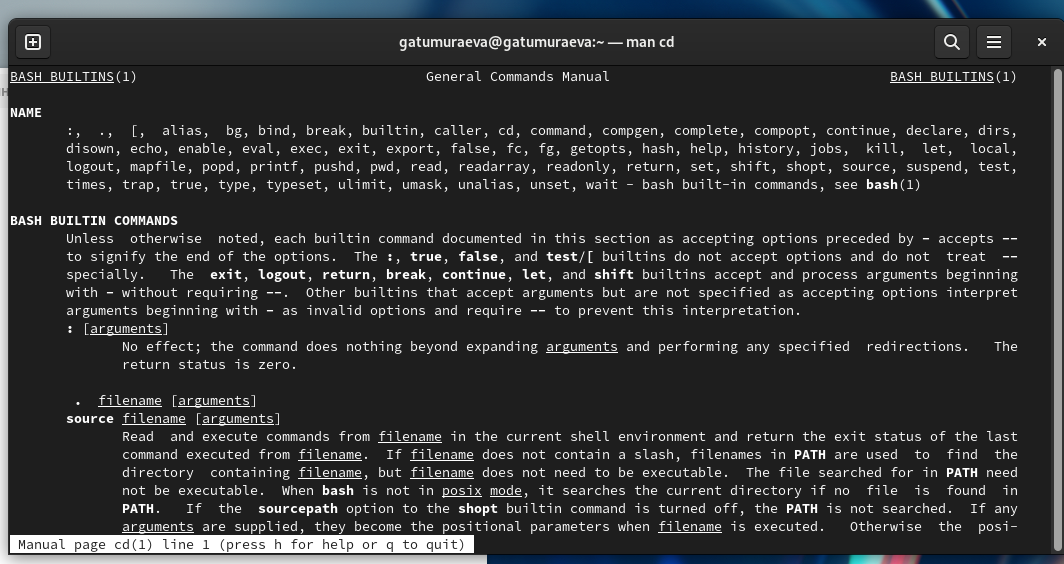 gatumuraeva@gatumuraeva:~ — man cd
BASH BUILTINS(1) General Commands Manual BASH BUILTINS(1)
NAME
:, ., [, alias, bg, bind, break, builtin, caller, cd, command, compgen, complete, compopt, continue, declare, dirs,
disown, echo, enable, eval, exec, exit, export, false, fc, fg, getopts, hash, help, history, jobs, kill, let, local,
logout, mapfile, popd, printf, pushd, pwd, read, readarray, readonly, return, set, shift, shopt, source, suspend, test,
times, trap, true, type, typeset, ulimit, umask, unalias, unset, wait - bash built-in commands, see bash(1)
BASH BUILTIN COMMANDS
Unless otherwise noted, each builtin command documented in this section as accepting options preceded by - accepts --
to signify the end of the options. The :, true, false, and test/[ builtins do not accept options and do not treat --
specially. The exit, logout, return, break, continue, let, and shift builtins accept and process arguments beginning
with - without requiring --. Other builtins that accept arguments but are not specified as accepting options interpret
arguments beginning with - as invalid options and require -- to prevent this interpretation.
: [arguments]
No effect; the command does nothing beyond expanding arguments and performing any specified redirections. The
return status is zero.
. filename [arguments]
source filename [arguments]
Read and execute commands from filename in the current shell environment and return the exit status of the last
command executed from filename. If filename does not contain a slash, filenames in PATH are used to find the
directory containing filename, but filename does not need to be executable. The file searched for in PATH need
not be executable. When bash is not in posix mode, it searches the current directory if no file is found in
PATH. If the sourcepath option to the shopt builtin command is turned off, the PATH is not searched. If any
arguments are supplied, they become the positional parameters when filename is executed. Otherwise the posi-
Manual page cd(1) line 1 (press h for help or q to quit)